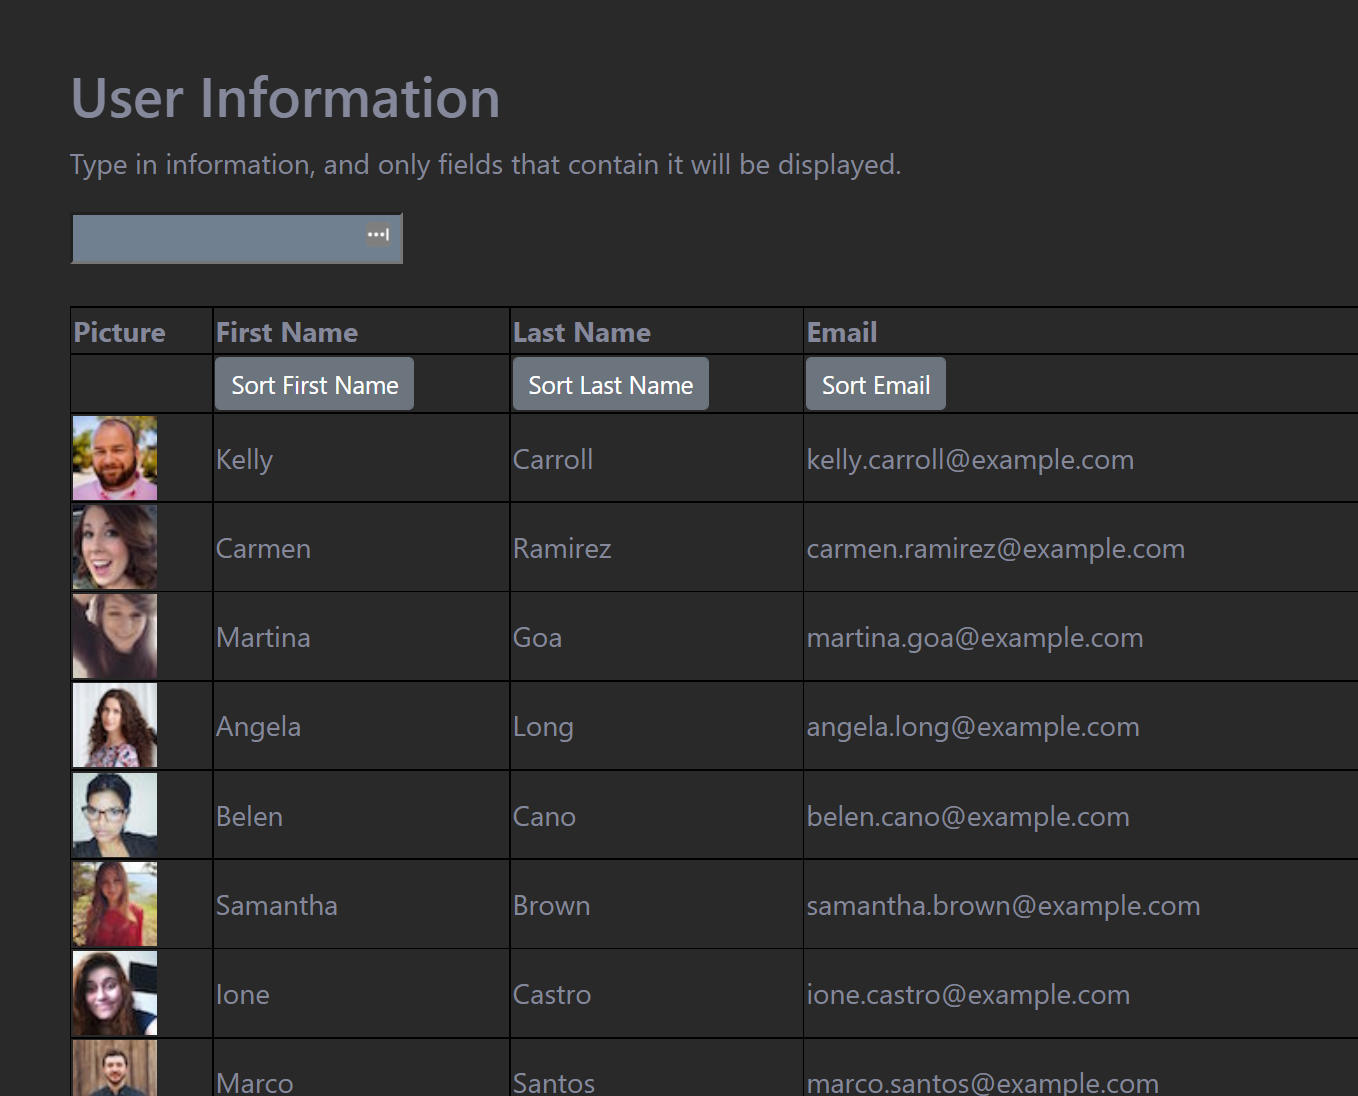 User Information
Type in information, and only fields that contain it will be displayed.
Picture First Name Last Name Email
Sort First Name Sort Last Name Sort Email
Kelly Carroll kelly.carroll@example.com
Carmen Ramirez carmen.ramirez@example.com
Martina Goa martina.goa@example.com
Angela Long angela.long@example.com
Belen Cano belen.cano@example.com
Samantha Brown samantha.brown@example.com
Ione Castro ione.castro@example.com
Marco Santos marco.santos@example.com